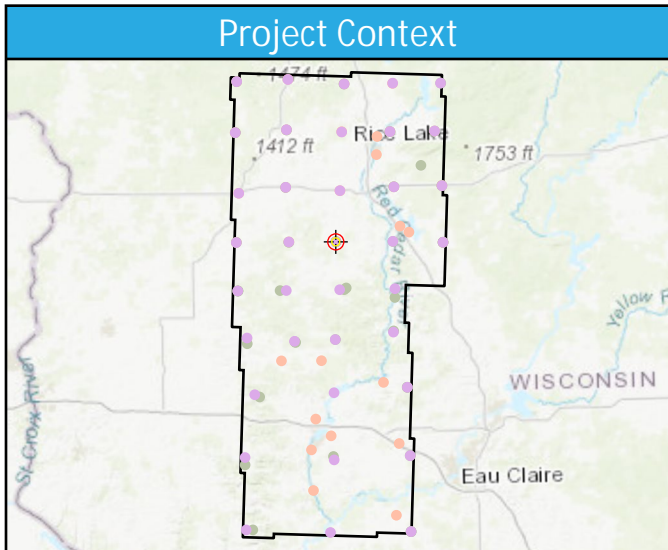 Project Context
1474 ft
Rice Lake
1412 ft
1753 ft
Red Cedar River
Yellow R
WISCONSIN
St Croix River
Eau Claire